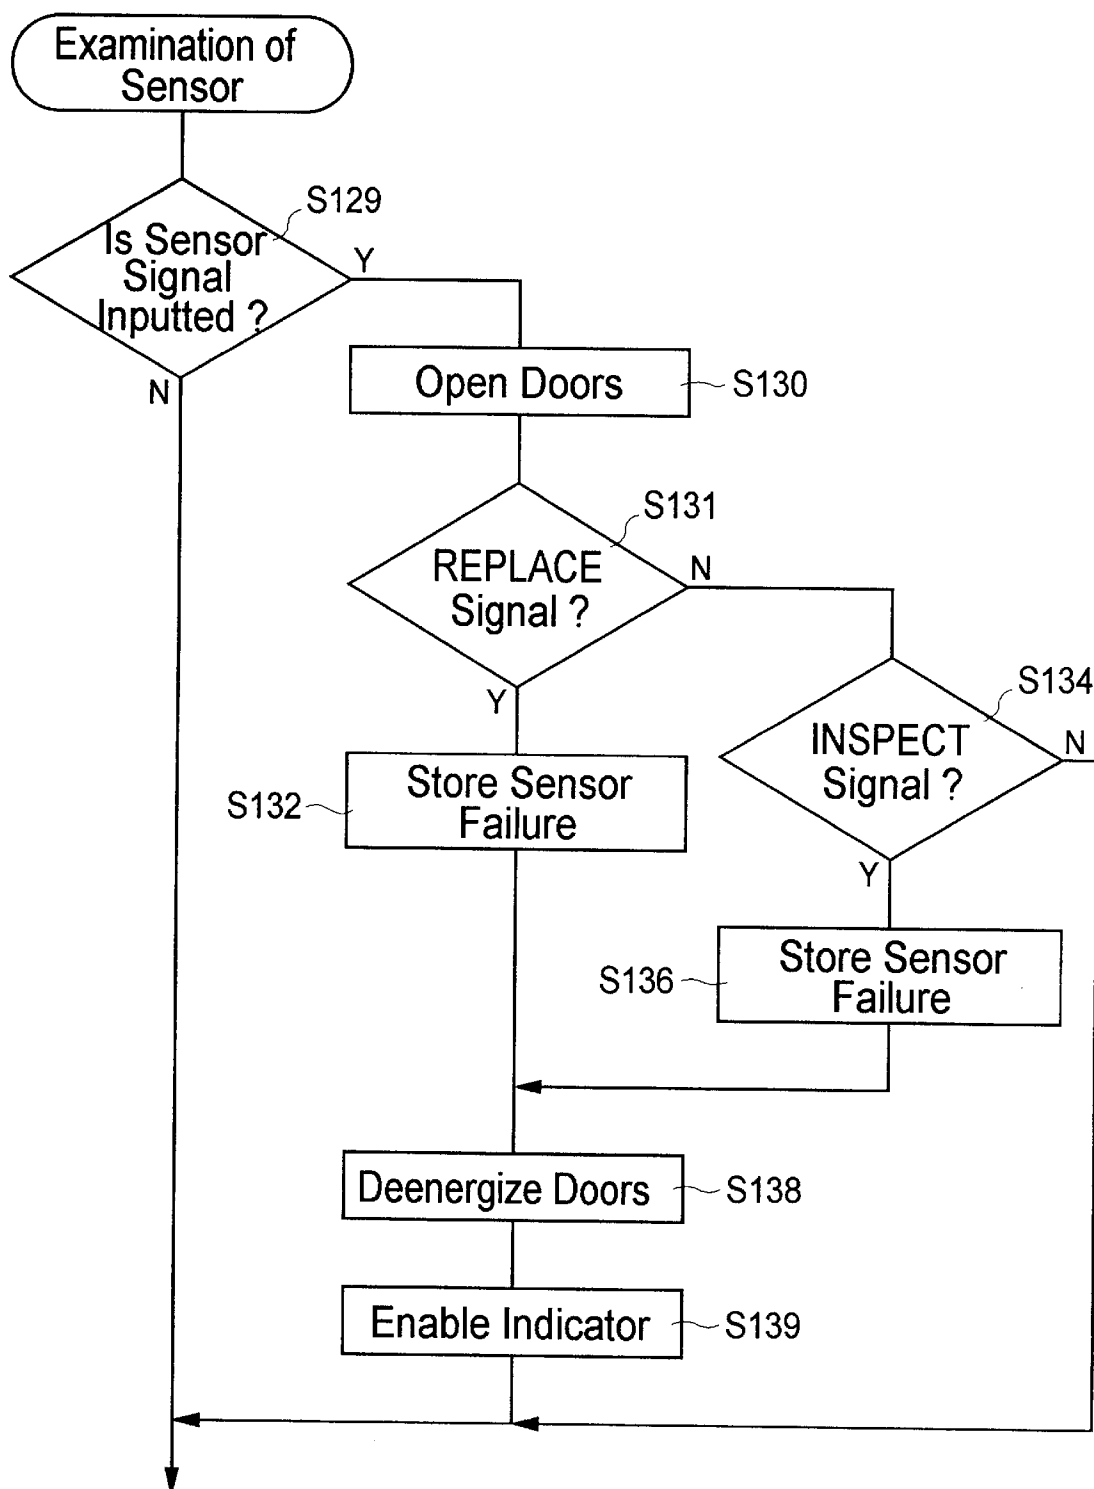 Examination of
Sensor
S129
Is Sensor
Signal
Inputted ?
Y
N
Open Doors
S130
S131
REPLACE
Signal ?
N
Y
S134
INSPECT
Signal ?
N
Y
Store Sensor
Failure
S132
Store Sensor
Failure
S136
Deenergize Doors
S138
Enable Indicator
S139